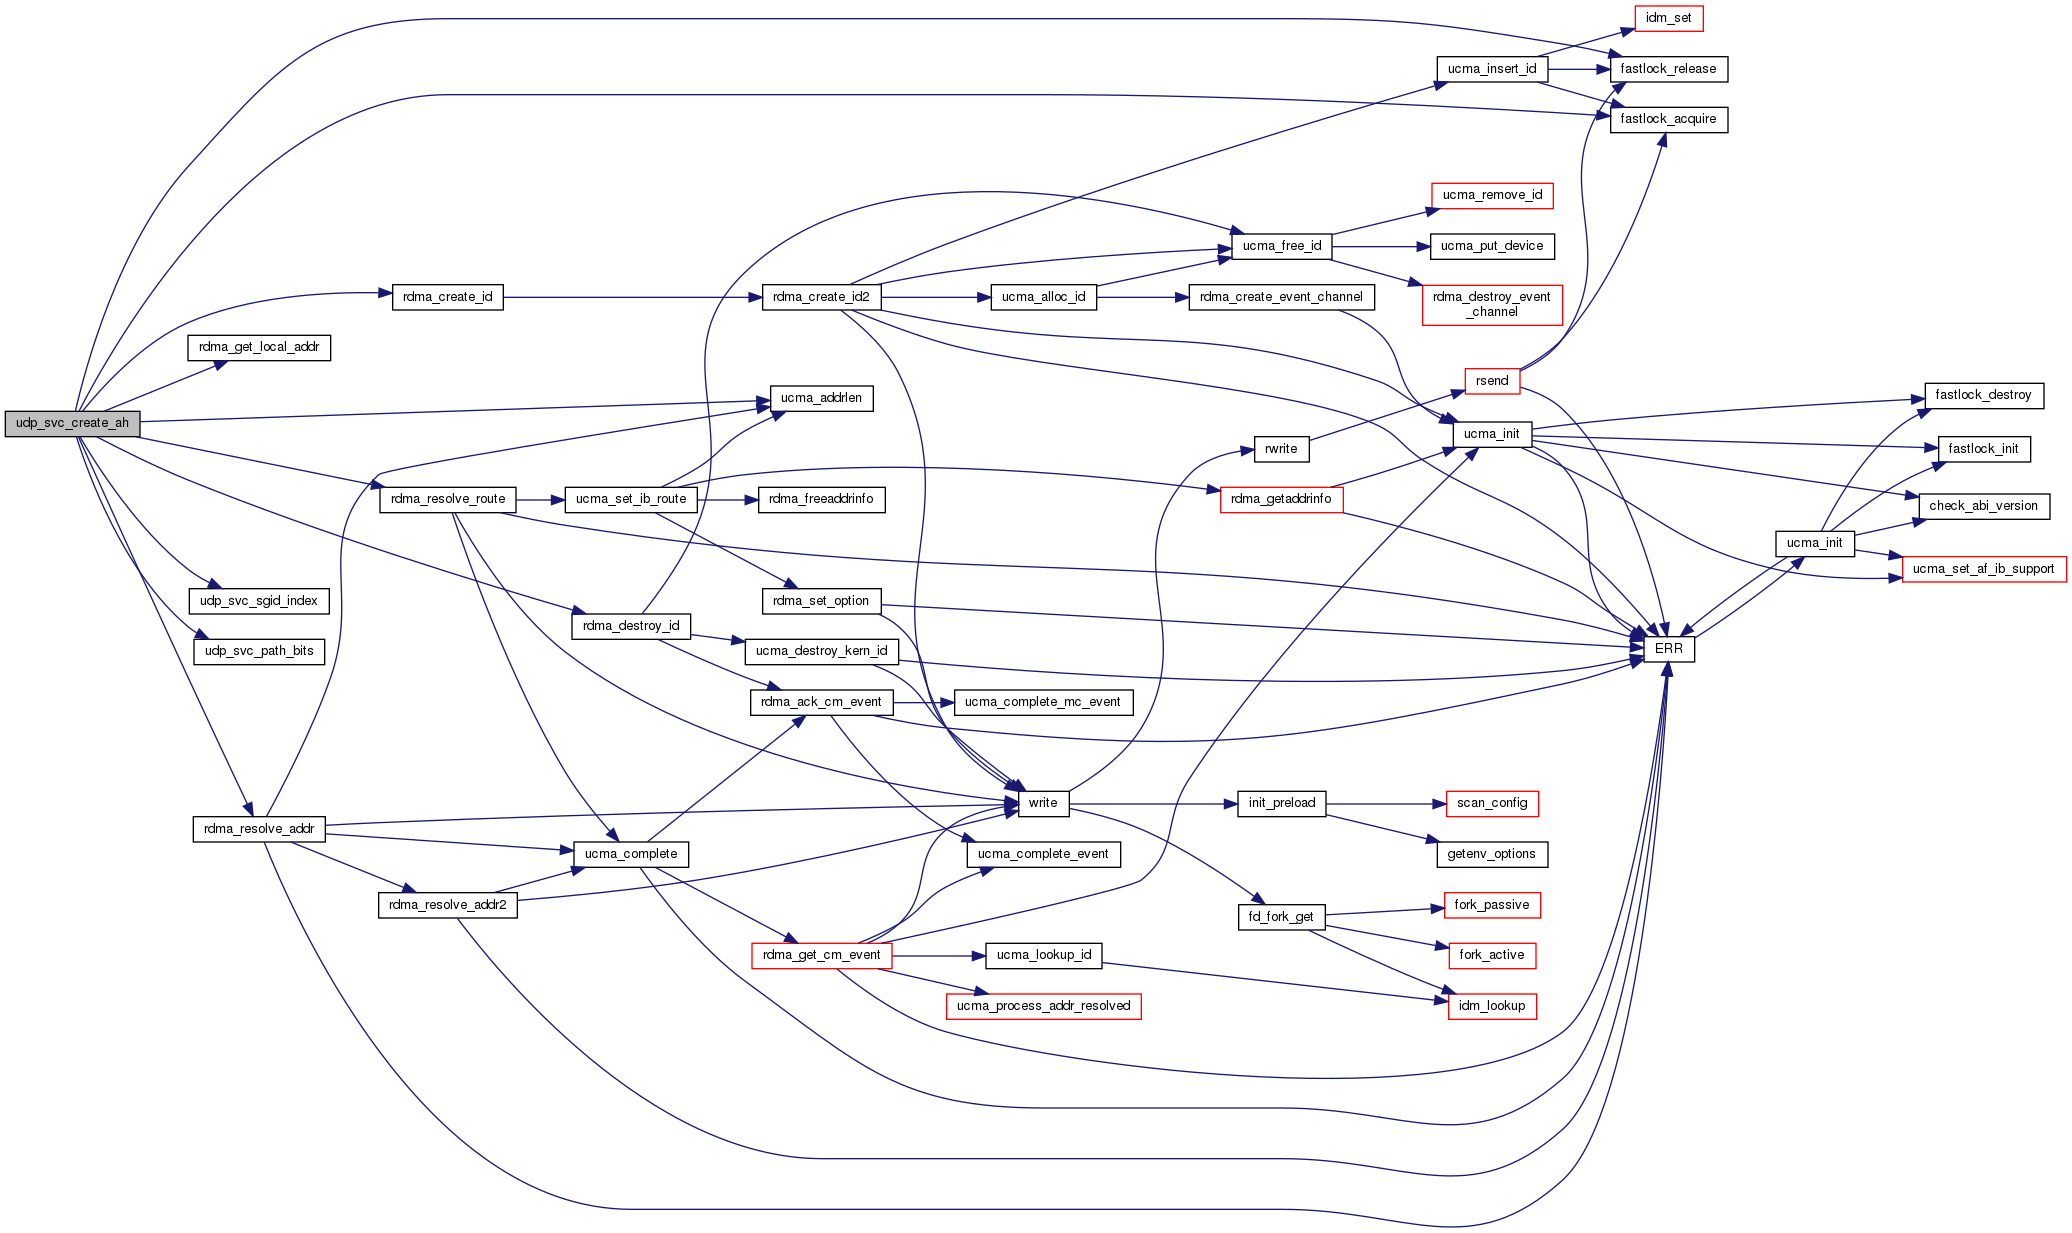 idm_set
ucma_insert_id
fastlock_release
fastlock_acquire
ucma_remove_id
ucma_free_id
ucma_put_device
rdma_create_id
rdma_create_id2
ucma_alloc_id
rdma_create_event_channel
rdma_destroy_event
_channel
rdma_get_local_addr
rsend
ucma_addrlen
fastlock_destroy
udp_svc_create_ah
ucma_init
rwrite
fastlock_init
rdma_resolve_route
ucma_set_ib_route
rdma_freeaddrinfo
rdma_getaddrinfo
check_abi_version
ucma_init
ucma_set_af_ib_support
udp_svc_sgid_index
rdma_set_option
rdma_destroy_id
udp_svc_path_bits
ucma_destroy_kern_id
ERR
rdma_ack_cm_event
ucma_complete_mc_event
write
init_preload
scan_config
rdma_resolve_addr
ucma_complete
ucma_complete_event
getenv_options
rdma_resolve_addr2
fd_fork_get
fork_passive
rdma_get_cm_event
ucma_lookup_id
fork_active
ucma_process_addr_resolved
idm_lookup